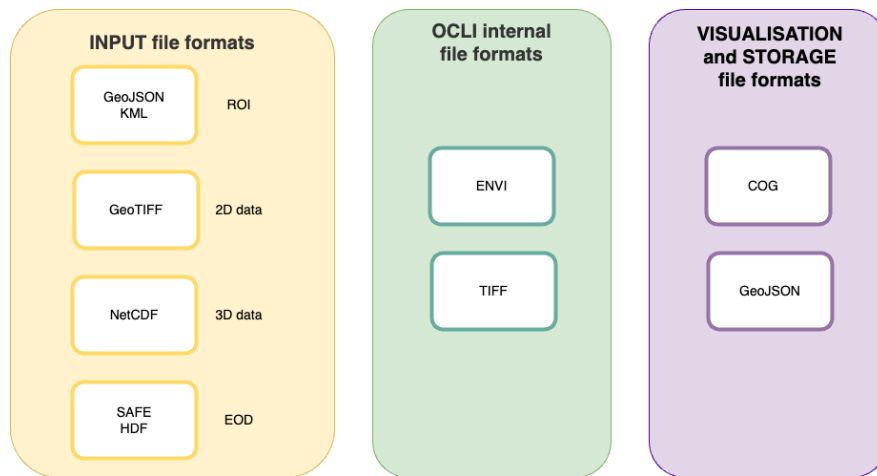 INPUT file formats
GeoJSON
KML
ROI
GeoTIFF
2D data
NetCDF
3D data
SAFE
HDF
EOD
OCLI internal
file formats
ENVI
TIFF
VISUALISATION
and STORAGE
file formats
COG
GeoJSON